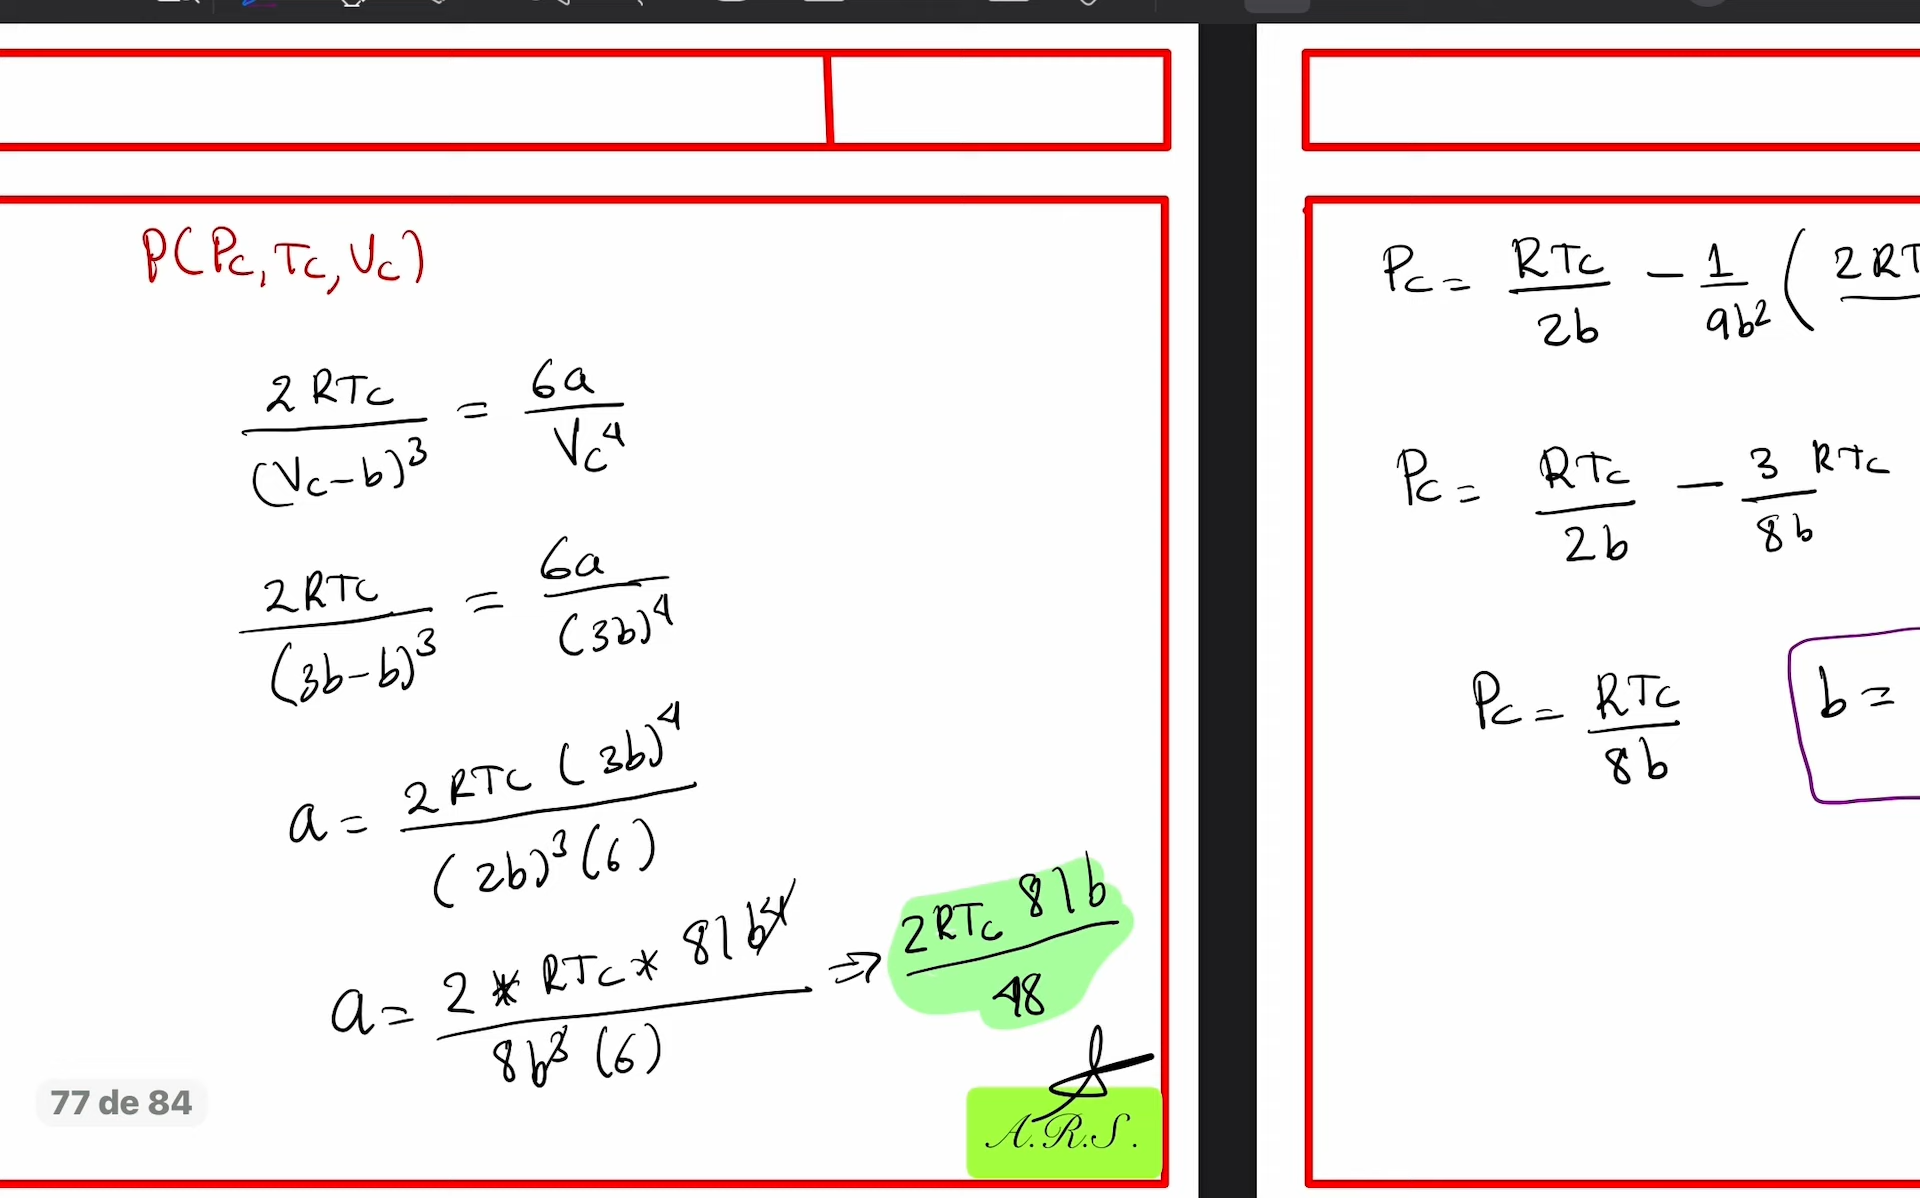 P(Pc, Tc, Vc)
2RTc/(Vc-b)³ = 6a/Vc⁴
2RTc/(3b-b)³ = 6a/(3b)⁴
a = 2RTc(3b)⁴/(2b)³(6)
a = 2*RTc*81b⁴/8b³(6) ⇒ 2RTc 81b/48
A.R.S.
77 de 84
Pc = RTc/2b - 1/9b² ( 2RT
Pc = RTc/2b - 3/8b RTc
Pc = RTc/8b
b =